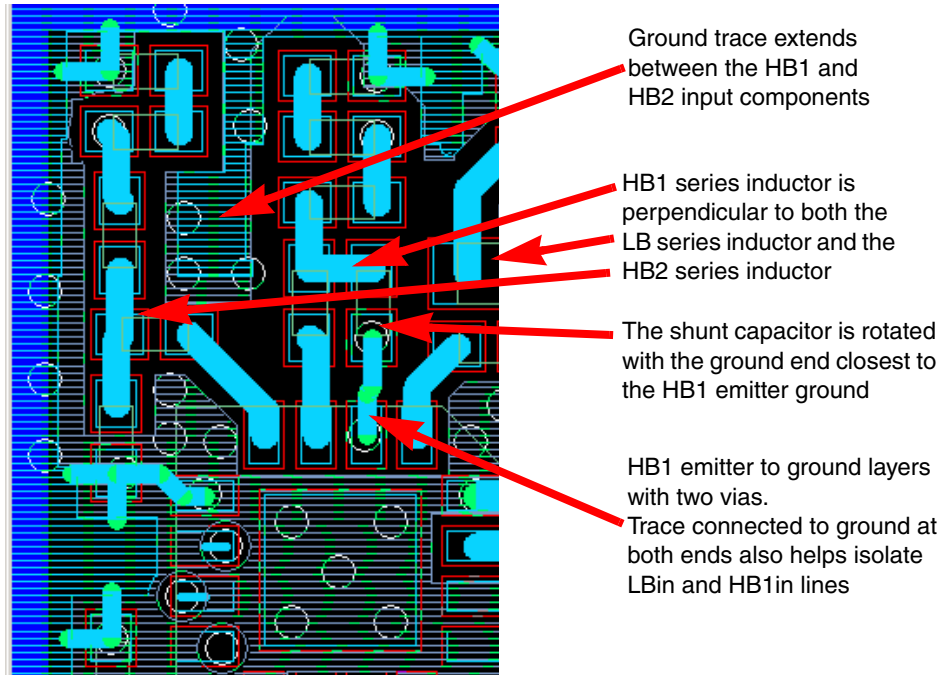 Ground trace extends
between the HB1 and
HB2 input components
HB1 series inductor is
perpendicular to both the
LB series inductor and the
HB2 series inductor
The shunt capacitor is rotated
with the ground end closest to
the HB1 emitter ground
HB1 emitter to ground layers
with two vias.
Trace connected to ground at
both ends also helps isolate
LBin and HB1in lines